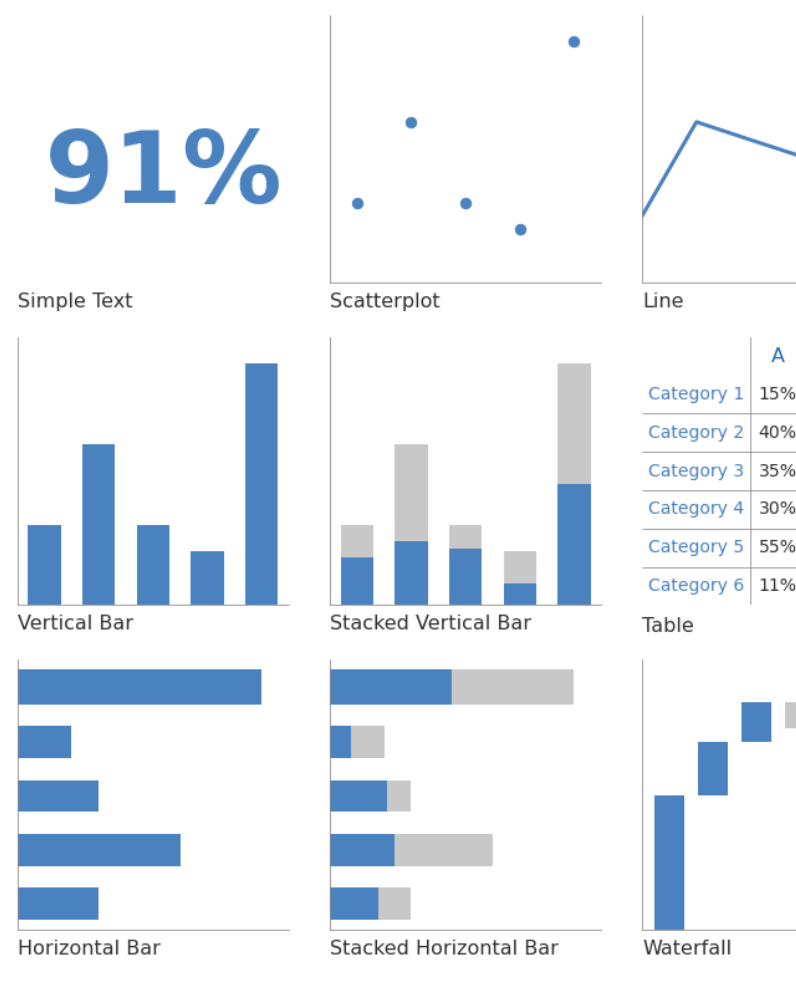 91%
Simple Text
Scatterplot
Line
Vertical Bar
Stacked Vertical Bar
A
Category 1 15%
Category 2 40%
Category 3 35%
Category 4 30%
Category 5 55%
Category 6 11%
Table
Horizontal Bar
Stacked Horizontal Bar
Waterfall